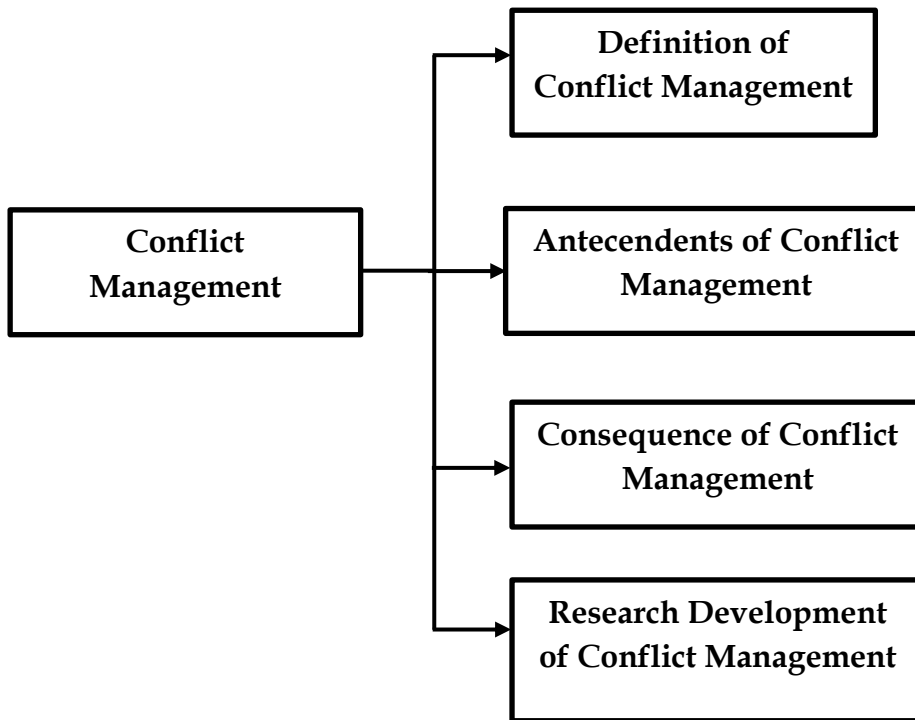 Definition of
Conflict Management
Conflict
Management
Antecendents of Conflict
Management
Consequence of Conflict
Management
Research Development
of Conflict Management